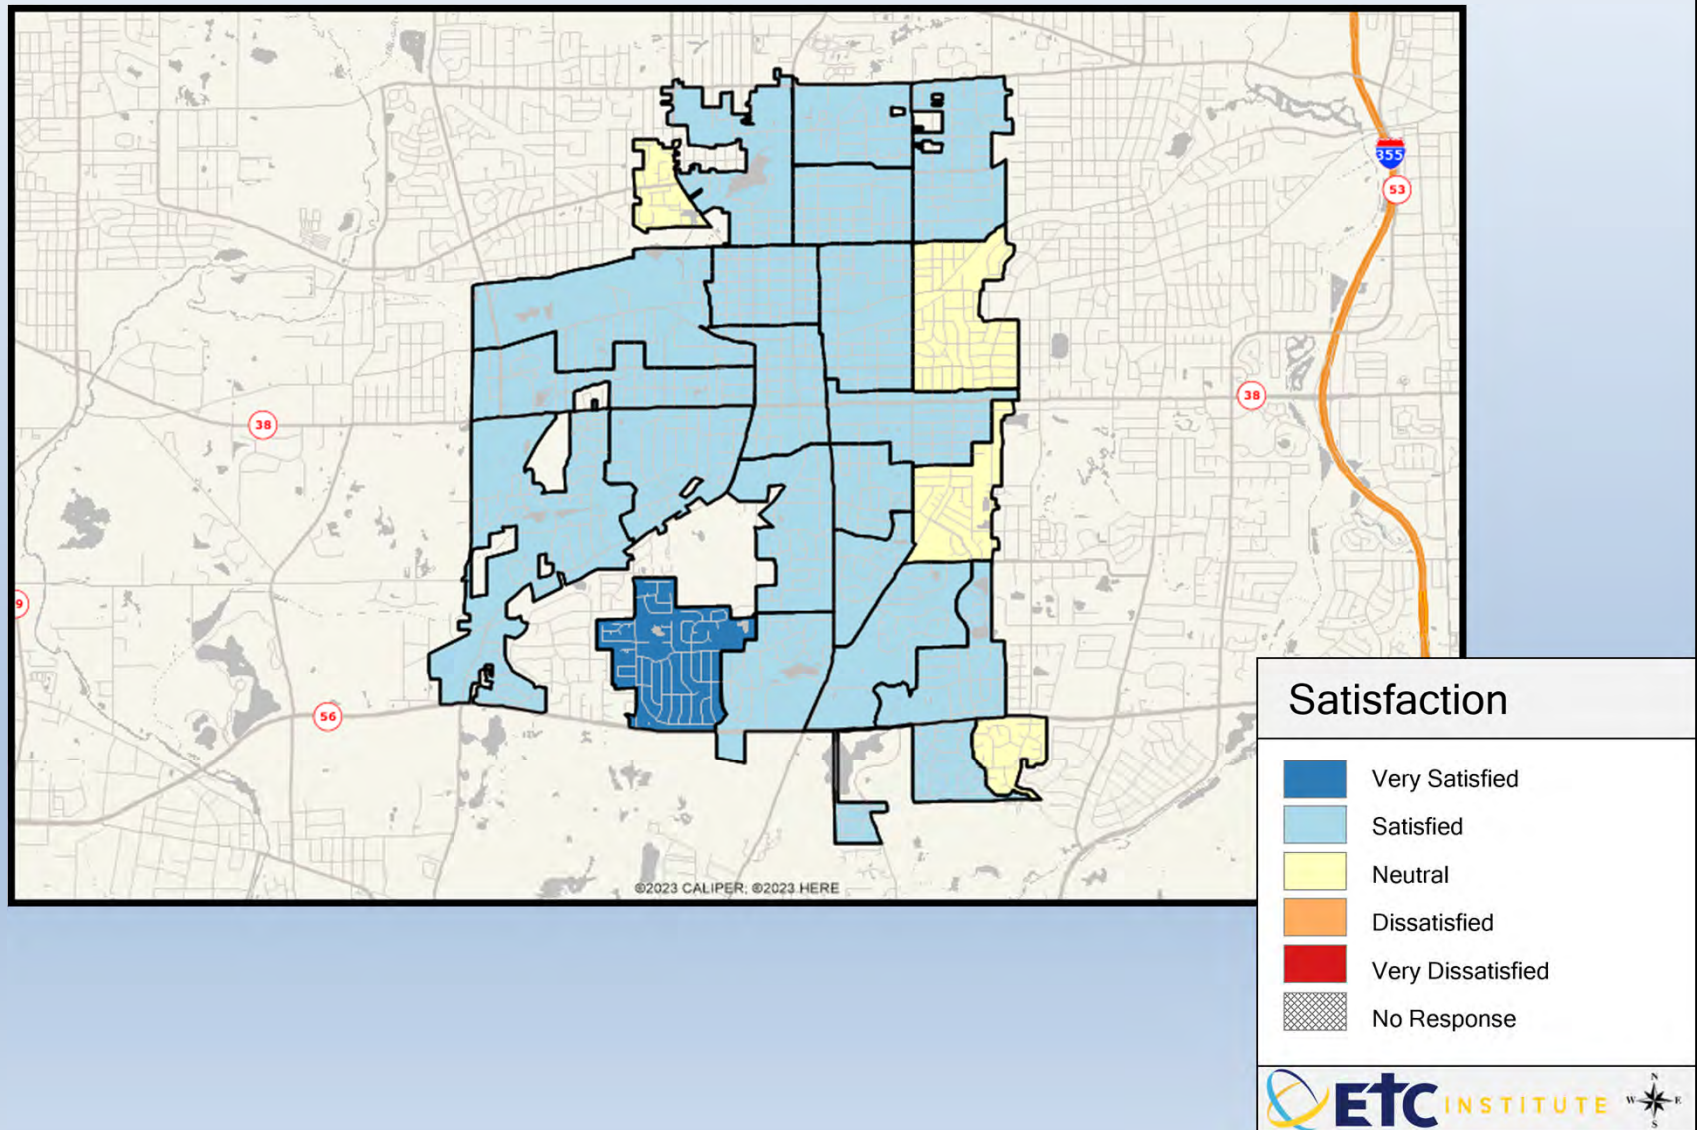 355
53
38
38
9
56
©2023 CALIPER; ©2023 HERE
Satisfaction
Very Satisfied
Satisfied
Neutral
Dissatisfied
Very Dissatisfied
No Response
ETC INSTITUTE
N
W E
S